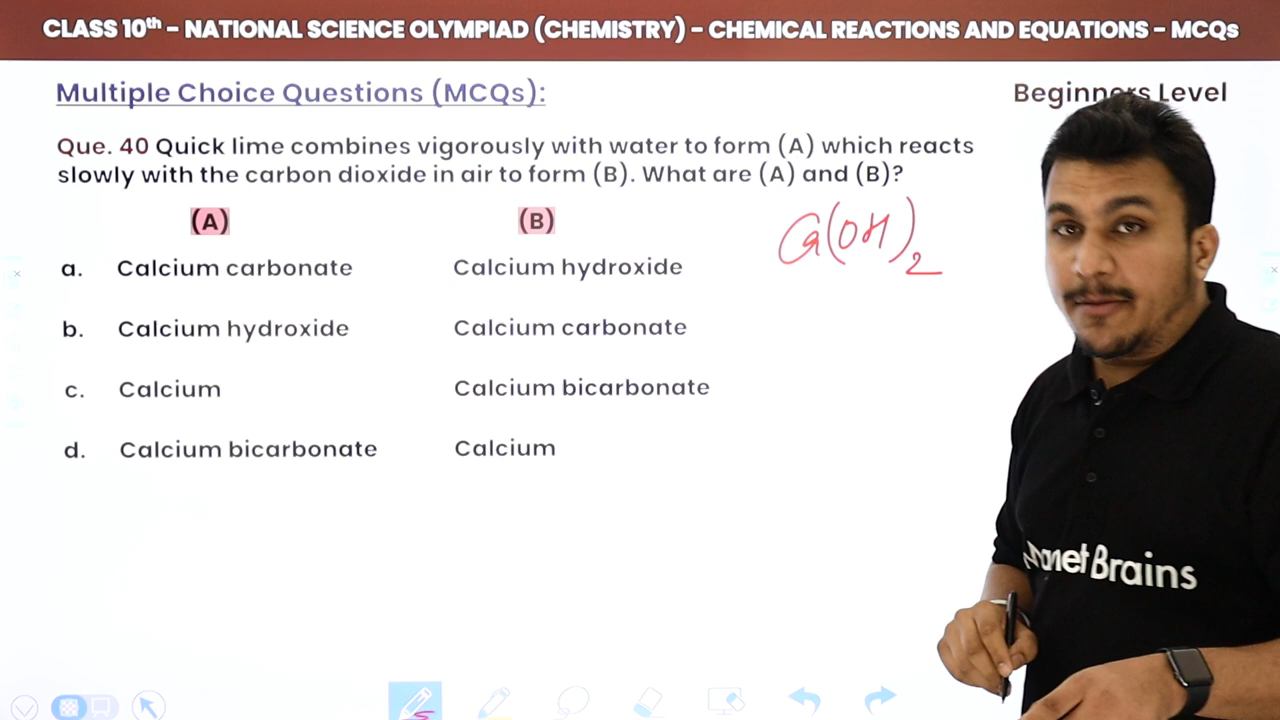 CLASS 10th – NATIONAL SCIENCE OLYMPIAD (CHEMISTRY) – CHEMICAL REACTIONS AND EQUATIONS – MCQs
Multiple Choice Questions (MCQs):
Beginners Level
Que. 40 Quick lime combines vigorously with water to form (A) which reacts
slowly with the carbon dioxide in air to form (B). What are (A) and (B)?
(A) (B)
Ca(OH)2
a. Calcium carbonate Calcium hydroxide
b. Calcium hydroxide Calcium carbonate
c. Calcium Calcium bicarbonate
d. Calcium bicarbonate Calcium
Planet Brains